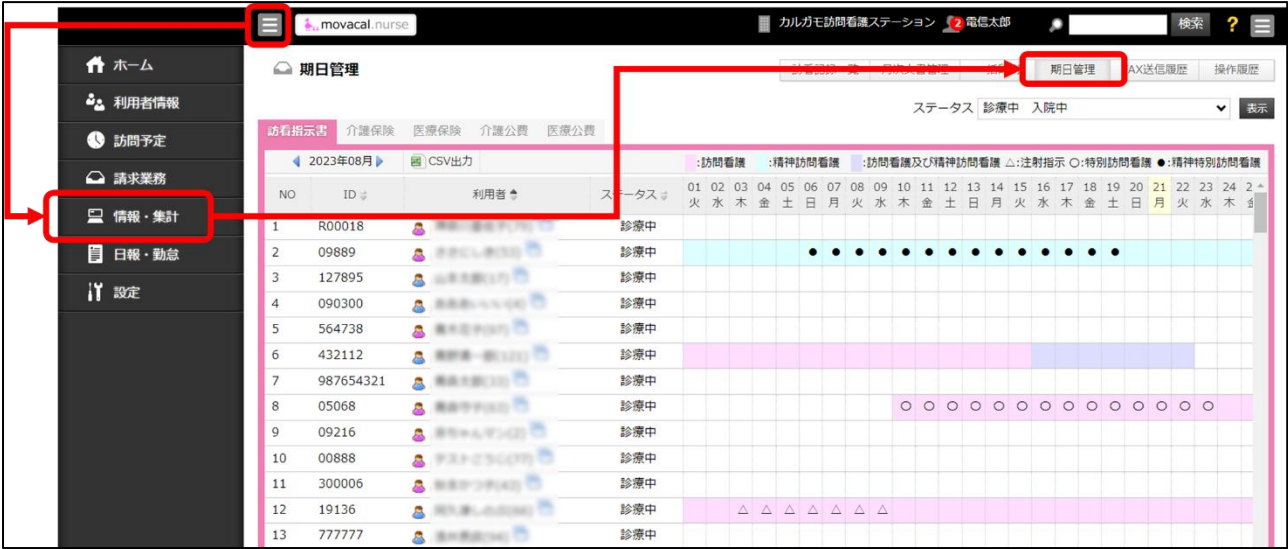 movacal.nurse
カルガモ訪問看護ステーション 2 電信太郎 検索 ?
ホーム
利用者情報
訪問予定
請求業務
情報・集計
日報・勤怠
設定
期日管理
期日管理 AX送信履歴 操作履歴
ステータス 診療中 入院中 表示
訪看指示書 介護保険 医療保険 介護公費 医療公費
2023年08月 CSV出力 :訪問看護 :精神訪問看護 :訪問看護及び精神訪問看護 △:注射指示 ○:特別訪問看護 ●:精神特別訪問看護
NO ID 利用者 ステータス 01 02 03 04 05 06 07 08 09 10 11 12 13 14 15 16 17 18 19 20 21 22 23 24
火 水 木 金 土 日 月 火 水 木 金 土 日 月 火 水 木 金 土 日 月 火 水 木
1 R00018 診療中
2 09889 診療中 ● ● ● ● ● ● ● ● ● ● ● ● ● ●
3 127895 診療中
4 090300 診療中
5 564738 診療中
6 432112 診療中
7 987654321 診療中
8 05068 診療中 ○ ○ ○ ○ ○ ○ ○ ○ ○ ○ ○ ○ ○ ○
9 09216 診療中
10 00888 診療中
11 300006 診療中
12 19136 診療中 △ △ △ △ △ △ △
13 777777 診療中